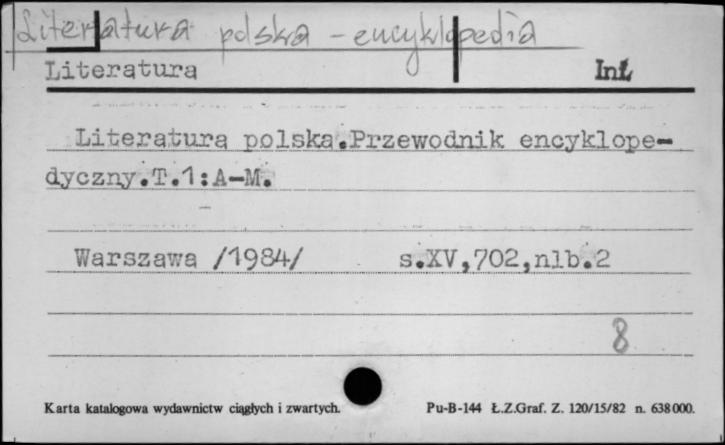 Literatura polska - encyklopedia
Literatura Inł
Literatura polska.Przewodnik encyklope-
dyczny.T.1:A-M.
Warszawa /1984/ s.XV,702,nlb.2
8
Karta katalogowa wydawnictw ciągłych i zwartych. Pu-B-144 Ł.Z.Graf. Z. 120/15/82 n. 638000.